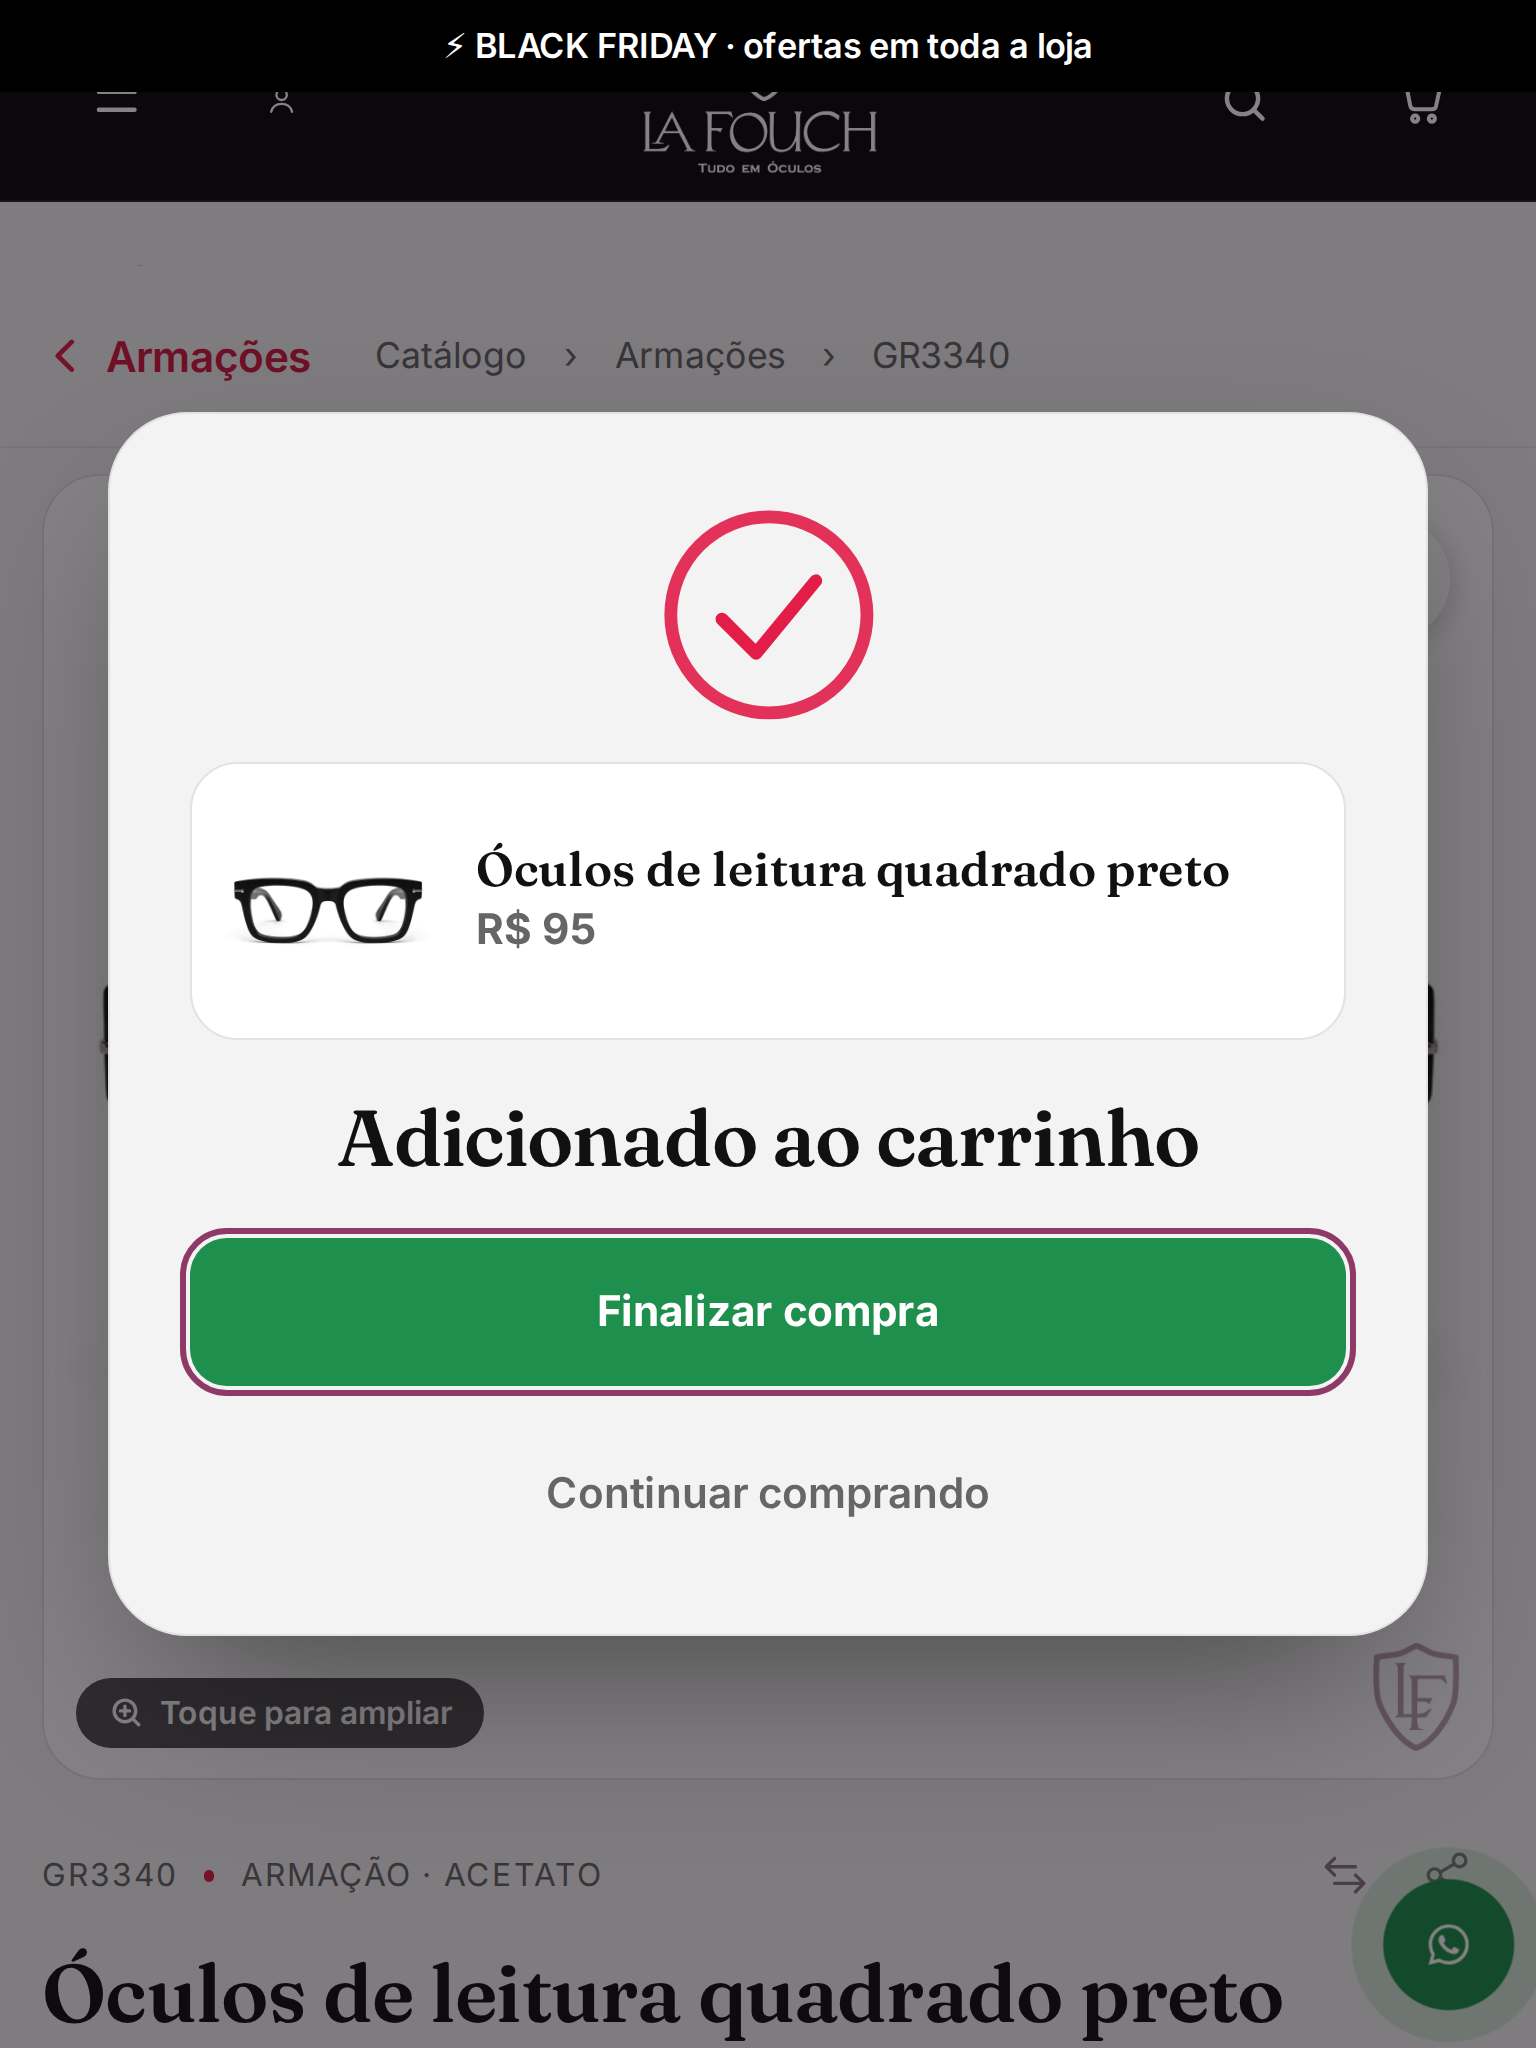 ⚡ BLACK FRIDAY · ofertas em toda a loja
LA FOUCH
TUDO EM ÓCULOS
Armações
Catálogo › Armações › GR3340
Óculos de leitura quadrado preto
R$ 95
Adicionado ao carrinho
Finalizar compra
Continuar comprando
Toque para ampliar
LF
GR3340 • ARMAÇÃO · ACETATO
Óculos de leitura quadrado preto